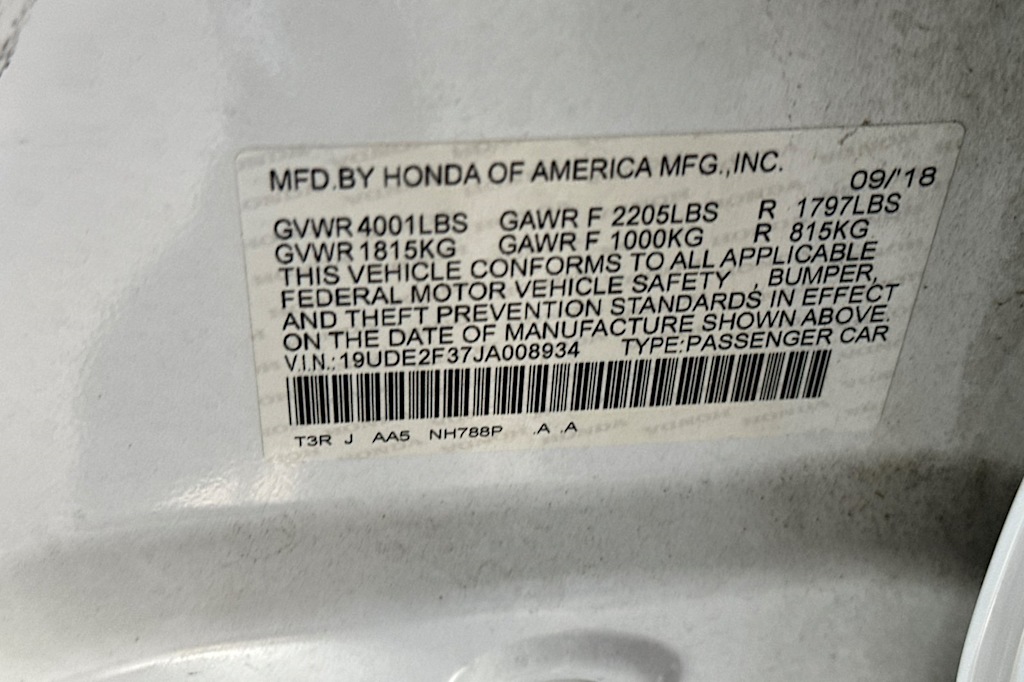 MFD.BY HONDA OF AMERICA MFG.,INC. 09/'18
GVWR 4001LBS GAWR F 2205LBS R 1797LBS
GVWR 1815KG GAWR F 1000KG R 815KG
THIS VEHICLE CONFORMS TO ALL APPLICABLE
FEDERAL MOTOR VEHICLE SAFETY , BUMPER,
AND THEFT PREVENTION STANDARDS IN EFFECT
ON THE DATE OF MANUFACTURE SHOWN ABOVE.
V.I.N.:19UDE2F37JA008934 TYPE:PASSENGER CAR
T3R J AA5 NH788P .A .A